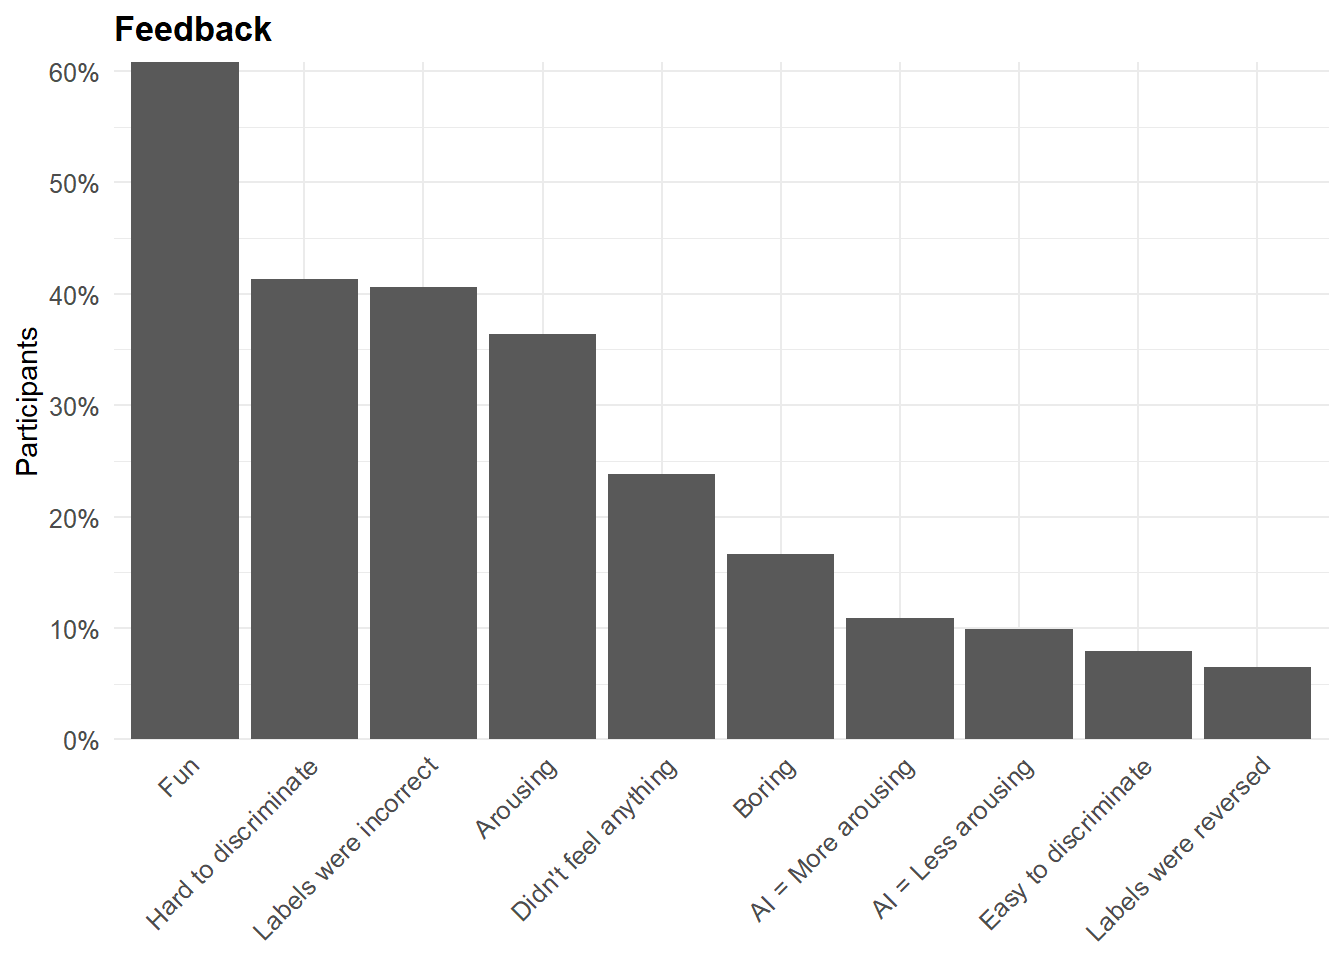 Feedback
Participants
60%
50%
40%
30%
20%
10%
0%
Fun
Hard to discriminate
Labels were incorrect
Arousing
Didn't feel anything
Boring
AI = More arousing
AI = Less arousing
Easy to discriminate
Labels were reversed